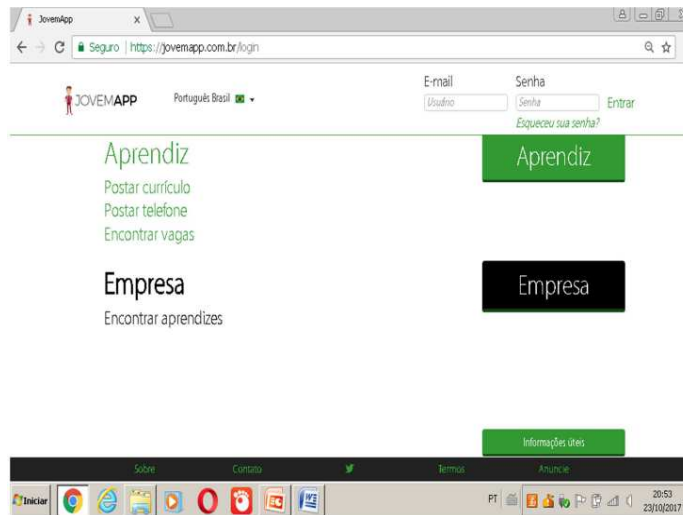 JovemApp
Seguro | https://jovemapp.com.br/login
JOVEMAPP
Português Brasil
E-mail
Senha
Usuário
Senha
Entrar
Esqueceu sua senha?
Aprendiz
Aprendiz
Postar currículo
Postar telefone
Encontrar vagas
Empresa
Empresa
Encontrar aprendizes
Informações úteis
Sobre
Contato
Termos
Anuncie
Iniciar
PT
20:53
23/10/2017